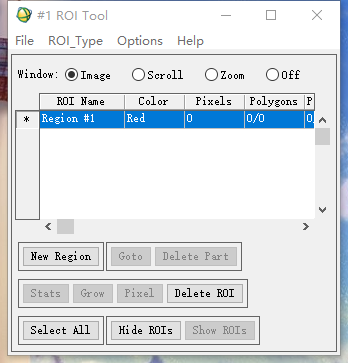 #1 ROI Tool
File ROI_Type Options Help
Window: Image Scroll Zoom Off
ROI Name Color Pixels Polygons P
* Region #1 Red 0 0/0 0/
New Region Goto Delete Part
Stats Grow Pixel Delete ROI
Select All Hide ROIs Show ROIs